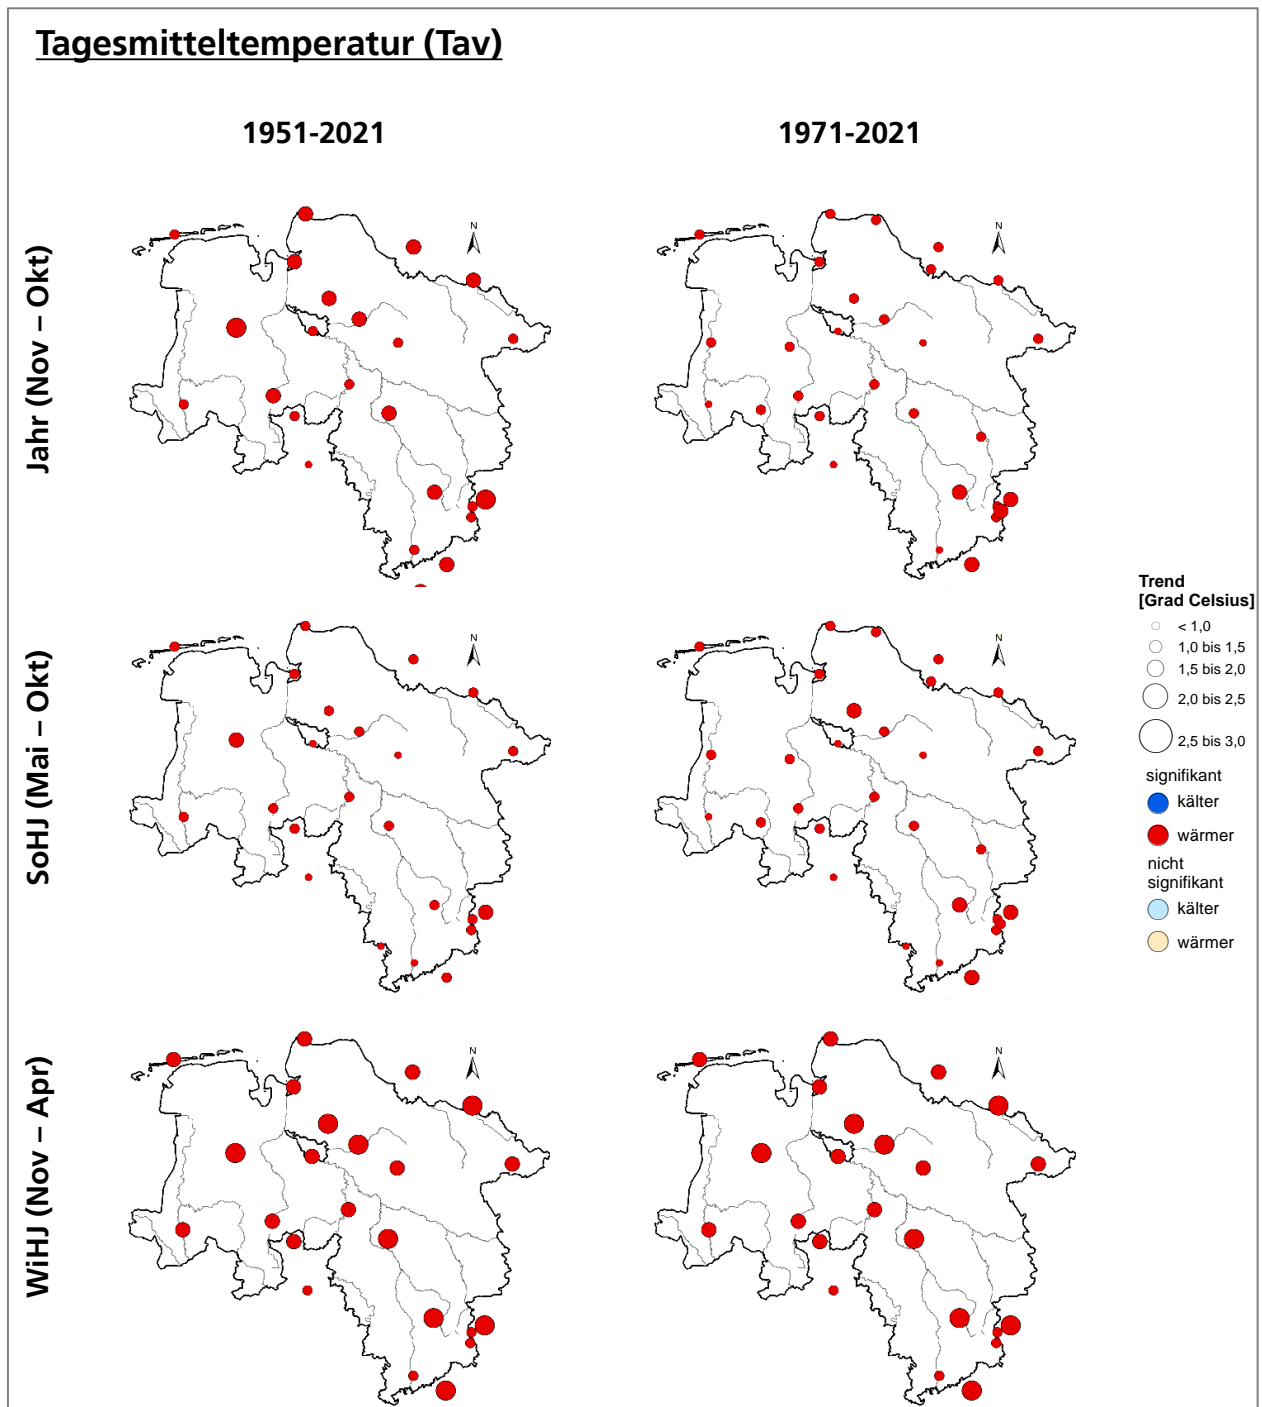 Tagesmitteltemperatur (Tav)
1951-2021
1971-2021
Jahr (Nov – Okt)
N
N
SoHJ (Mai – Okt)
N
N
WiHJ (Nov – Apr)
N
N
Trend
[Grad Celsius]
< 1,0
1,0 bis 1,5
1,5 bis 2,0
2,0 bis 2,5
2,5 bis 3,0
signifikant
kälter
wärmer
nicht
signifikant
kälter
wärmer